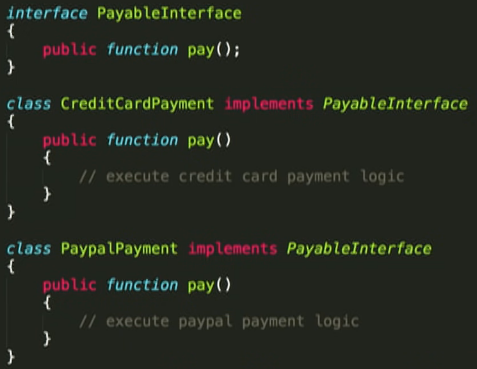 interface PayableInterface
{
    public function pay();
}

class CreditCardPayment implements PayableInterface
{
    public function pay()
    {
        // execute credit card payment logic
    }
}

class PaypalPayment implements PayableInterface
{
    public function pay()
    {
        // execute paypal payment logic
    }
}